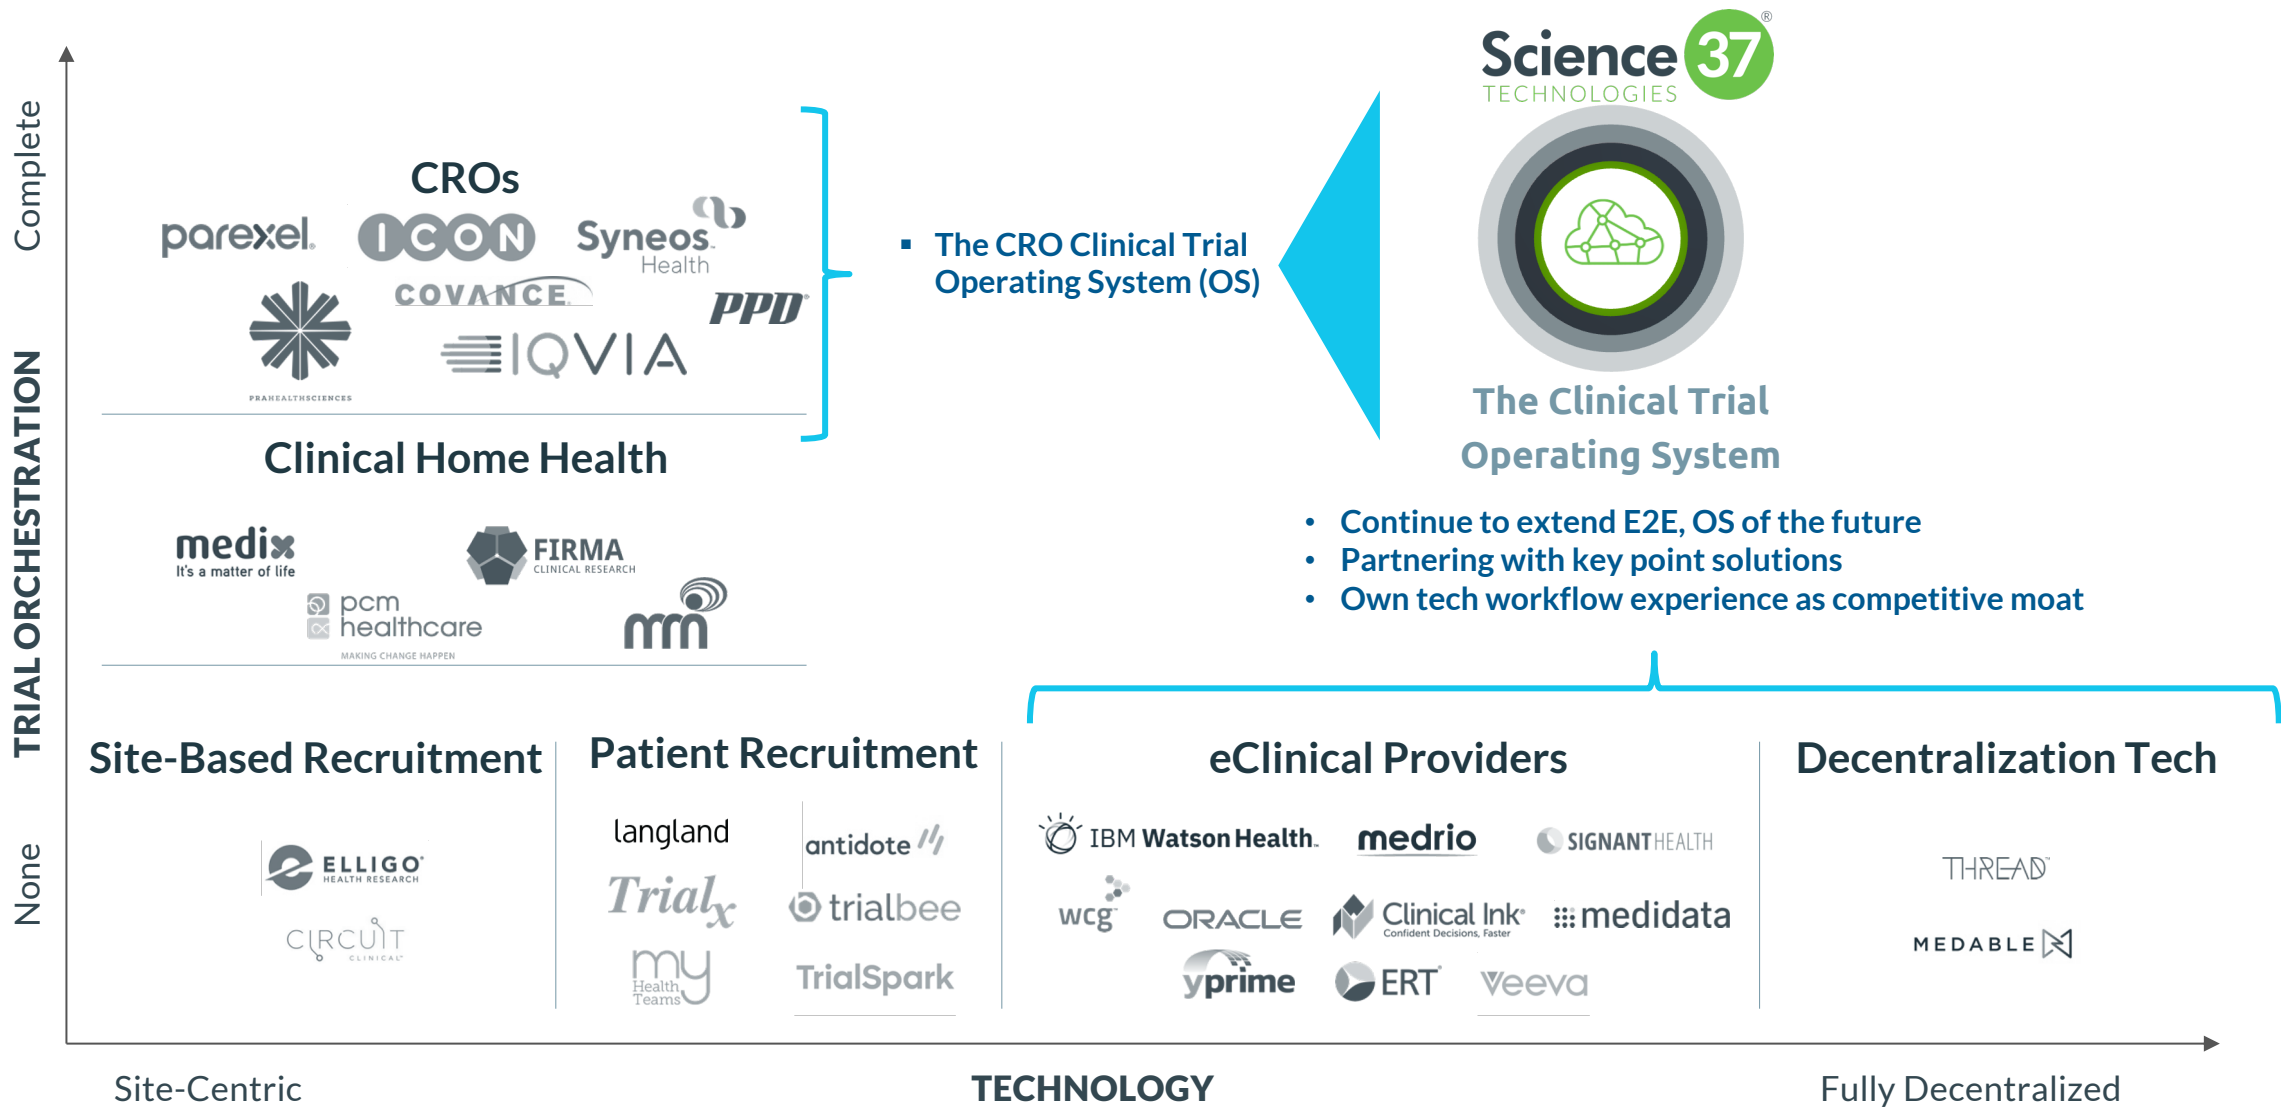 Science 37®
TECHNOLOGIES
Complete
TRIAL ORCHESTRATION
None
CROs
parexel.
ICON
Syneos™
Health
COVANCE®
PPD®
PRAHEALTHSCIENCES
IQVIA
The CRO Clinical Trial
Operating System (OS)
The Clinical Trial
Operating System
Clinical Home Health
medix
It's a matter of life
FIRMA
CLINICAL RESEARCH
pcm
healthcare
MAKING CHANGE HAPPEN
mrn
• Continue to extend E2E, OS of the future
• Partnering with key point solutions
• Own tech workflow experience as competitive moat
Site-Based Recruitment
ELLIGO®
HEALTH RESEARCH
CIRCUIT
CLINICAL
Patient Recruitment
langland
antidote
Trialx
trialbee
my
Health
Teams
TrialSpark
eClinical Providers
IBM Watson Health™
medrio
SIGNANT HEALTH
wcg™
ORACLE
Clinical Ink®
Confident Decisions, Faster
medidata
yprime
ERT®
Veeva
Decentralization Tech
THREAD™
MEDABLE
Site-Centric
TECHNOLOGY
Fully Decentralized